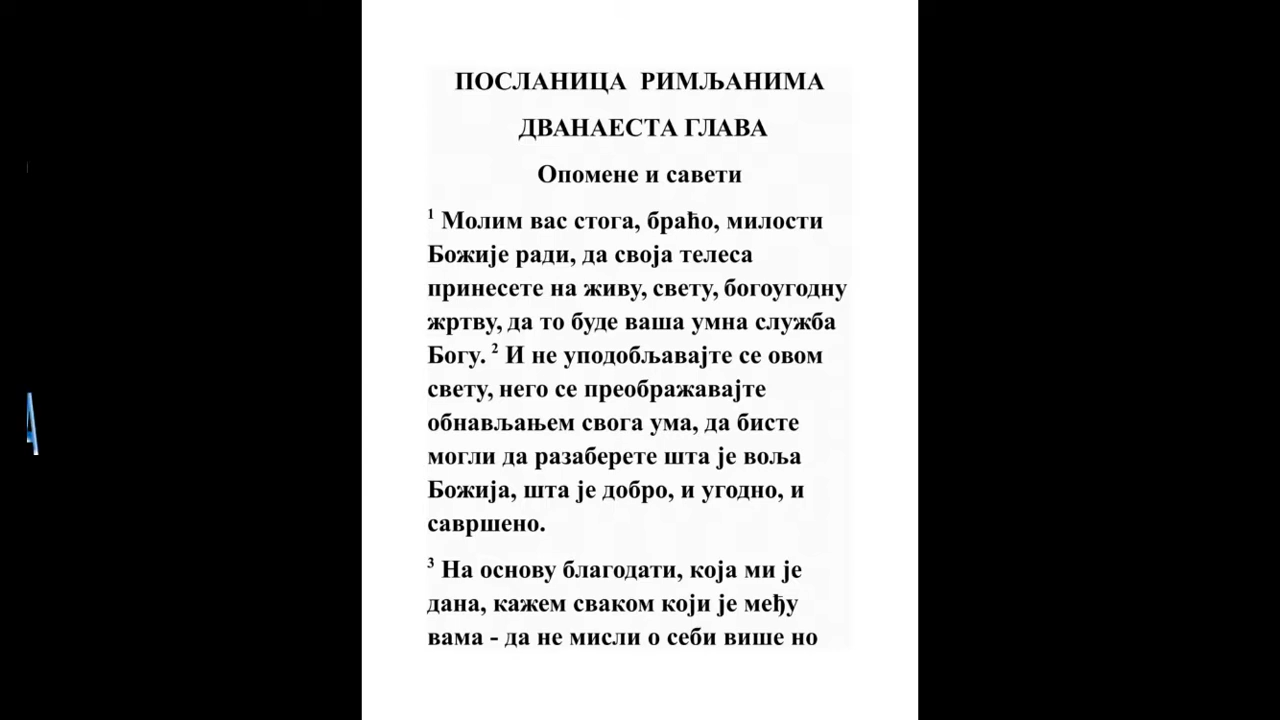 ПОСЛАНИЦА РИМЉАНИМА
ДВАНАЕСТА ГЛАВА
Опомене и савети
¹ Молим вас стога, браћо, милости
Божије ради, да своја телеса
принесете на живу, свету, богоугодну
жртву, да то буде ваша умна служба
Богу. ² И не уподобљавајте се овом
свету, него се преображавајте
обнављањем свога ума, да бисте
могли да разаберете шта је воља
Божија, шта је добро, и угодно, и
савршено.
³ На основу благодати, која ми је
дана, кажем сваком који је међу
вама - да не мисли о себи више но